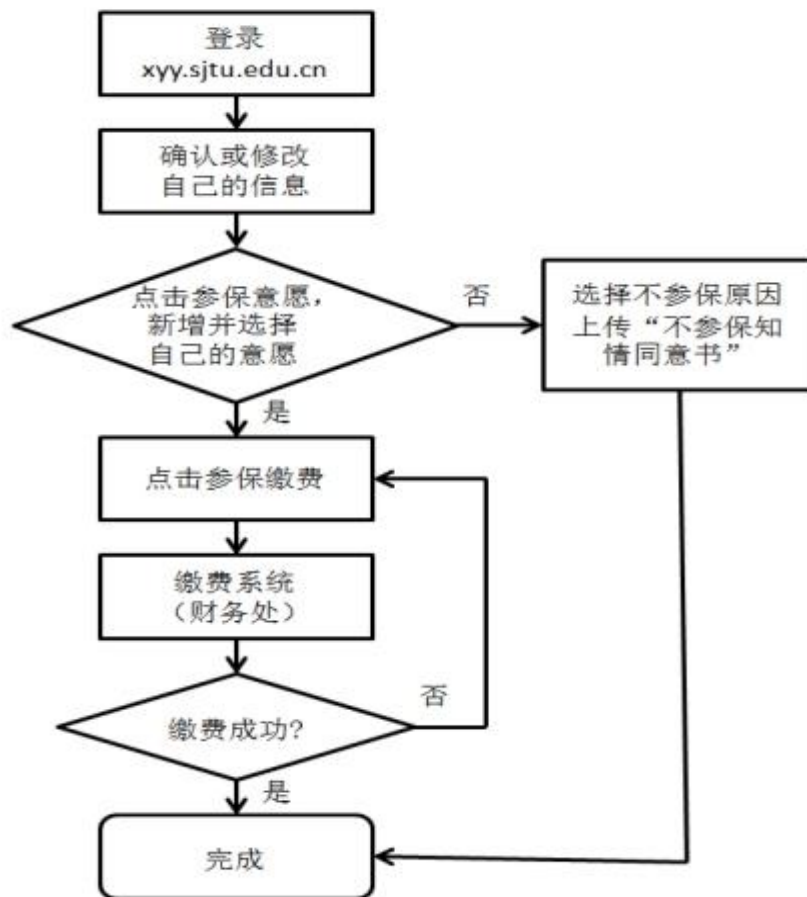 登录
xyy.sjtu.edu.cn
确认或修改
自己的信息
点击参保意愿，
新增并选择
自己的意愿
否
选择不参保原因
上传“不参保知
情同意书”
是
点击参保缴费
缴费系统
（财务处）
缴费成功?
否
是
完成